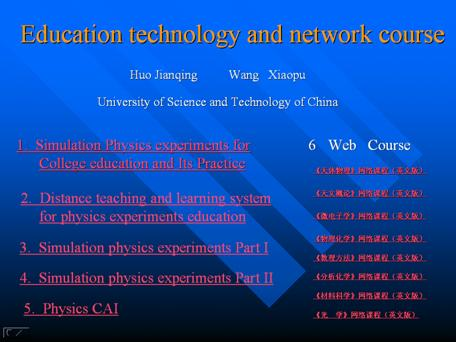 Education technology and network course
Huo Jianqing Wang Xiaopu
University of Science and Technology of China
1. Simulation Physics experiments for
College education and Its Practice
2. Distance teaching and learning system
for physics experiments education
3. Simulation physics experiments Part I
4. Simulation physics experiments Part II
5. Physics CAI
6 Web Course
《天体物理》网络课程（英文版）
《天文概论》网络课程（英文版）
《微电子学》网络课程（英文版）
《物理化学》网络课程（英文版）
《数理方法》网络课程（英文版）
《分析化学》网络课程（英文版）
《材料科学》网络课程（英文版）
《光 学》网络课程（英文版）